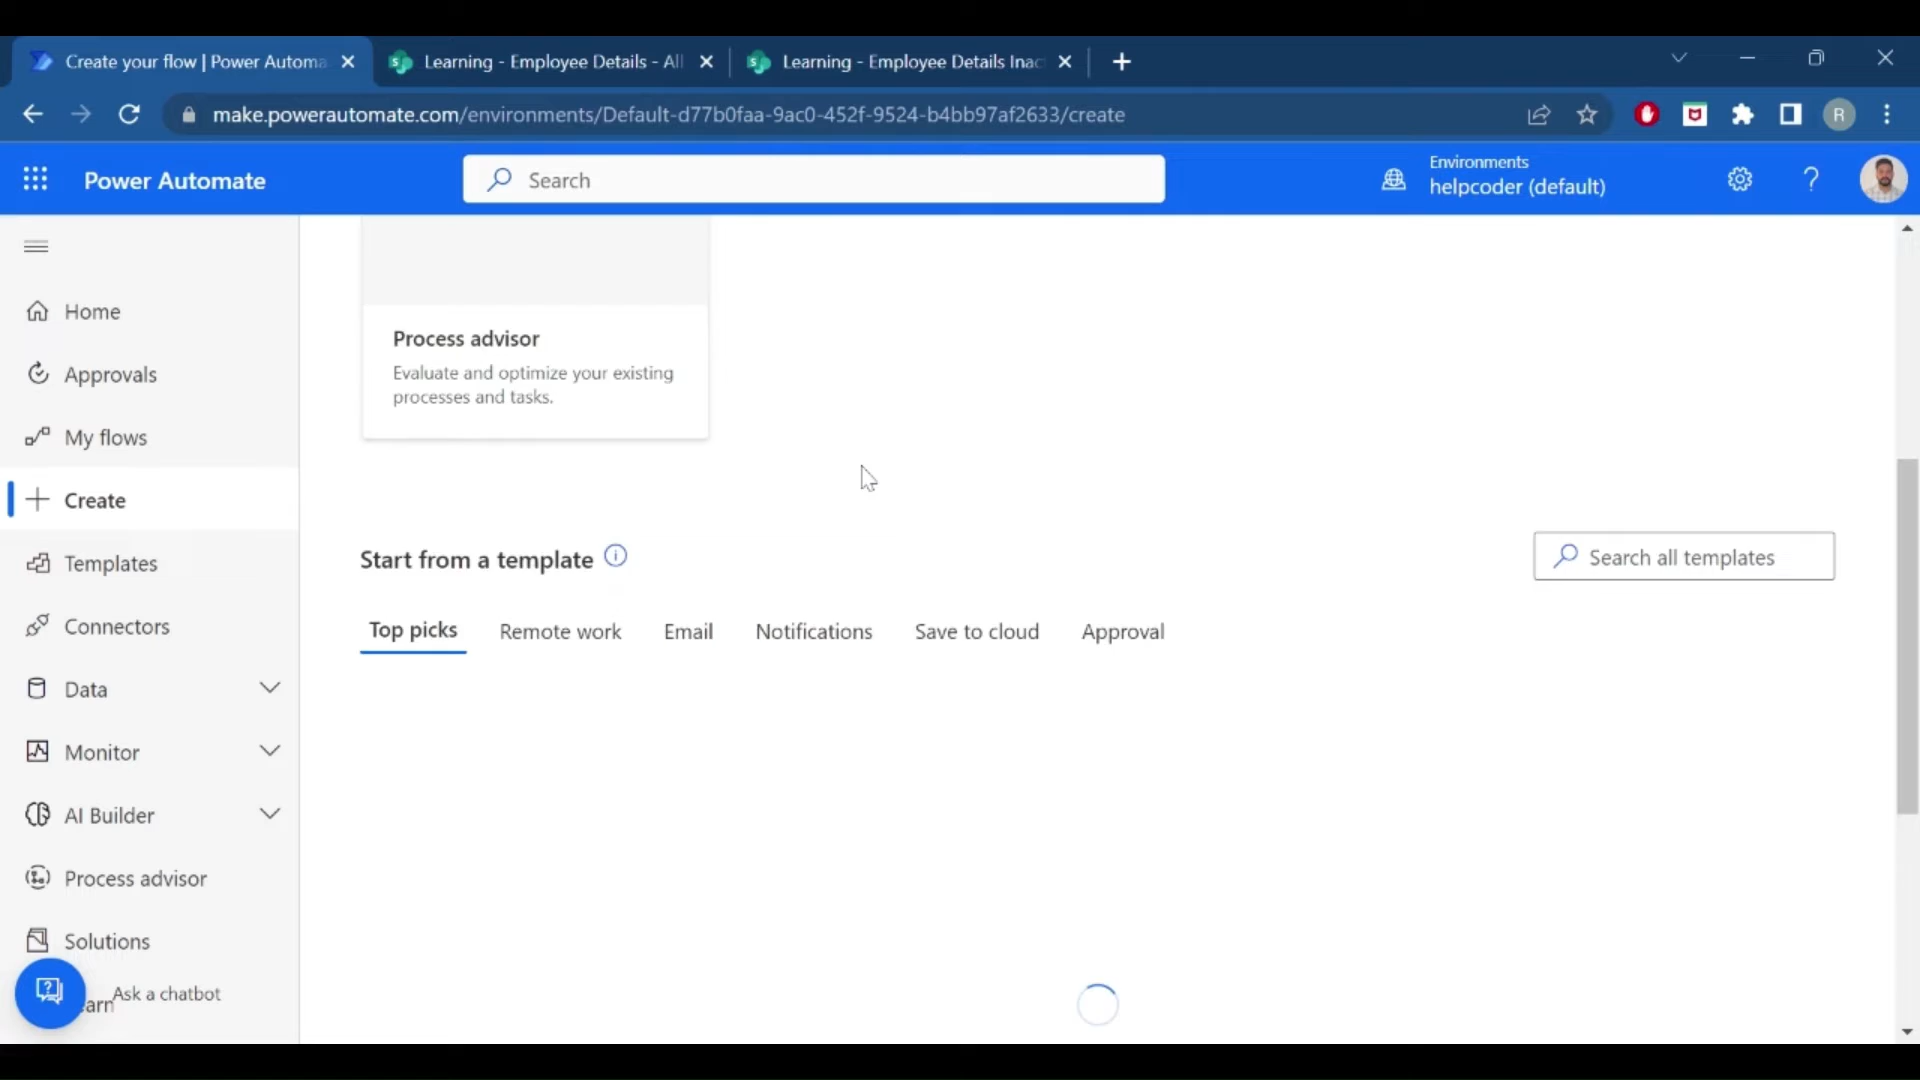 Create your flow | Power Automa
Learning - Employee Details - All
Learning - Employee Details Inac
make.powerautomate.com/environments/Default-d77b0faa-9ac0-452f-9524-b4bb97af2633/create
R
Power Automate
Search
Environments
helpcoder (default)
Home
Approvals
My flows
Create
Templates
Connectors
Data
Monitor
AI Builder
Process advisor
Solutions
earn
Ask a chatbot
Process advisor
Evaluate and optimize your existing
processes and tasks.
Start from a template
Search all templates
Top picks Remote work Email Notifications Save to cloud Approval